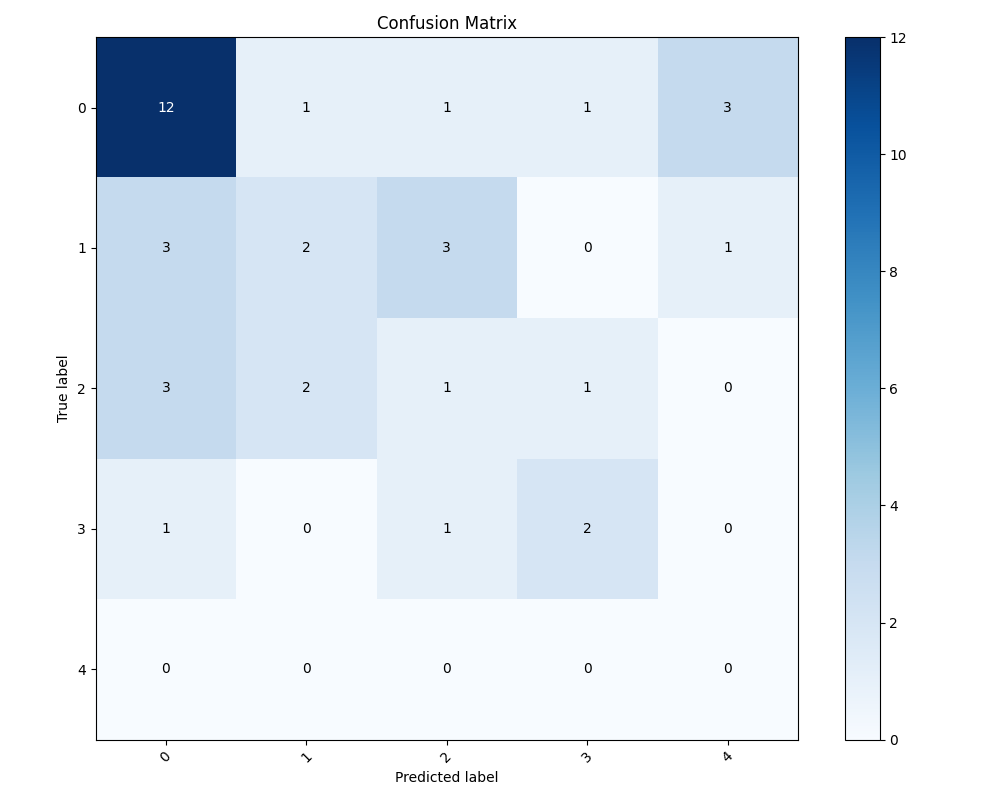 Confusion Matrix
0 12 1 1 1 3
1 3 2 3 0 1
2 3 2 1 1 0
3 1 0 1 2 0
4 0 0 0 0 0
0 1 2 3 4
True label
Predicted label
12
10
8
6
4
2
0